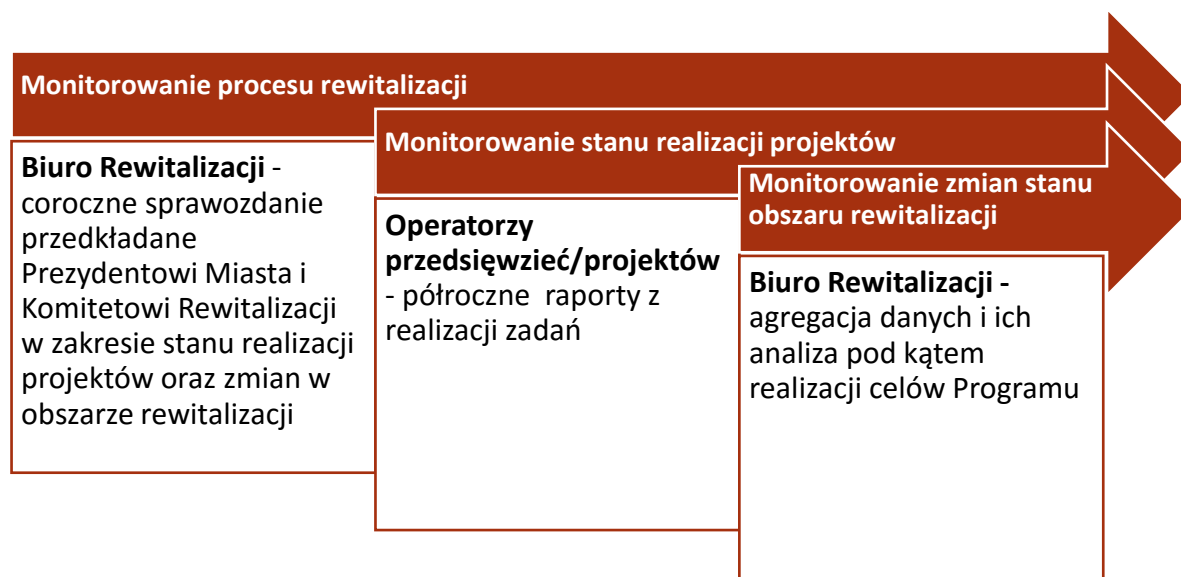 Monitorowanie procesu rewitalizacji
Biuro Rewitalizacji -
coroczne sprawozdanie
przedkładane
Prezydentowi Miasta i
Komitetowi Rewitalizacji
w zakresie stanu realizacji
projektów oraz zmian w
obszarze rewitalizacji
Monitorowanie stanu realizacji projektów
Operatorzy
przedsięwzieć/projektów
- półroczne raporty z
realizacji zadań
Monitorowanie zmian stanu
obszaru rewitalizacji
Biuro Rewitalizacji -
agregacja danych i ich
analiza pod kątem
realizacji celów Programu